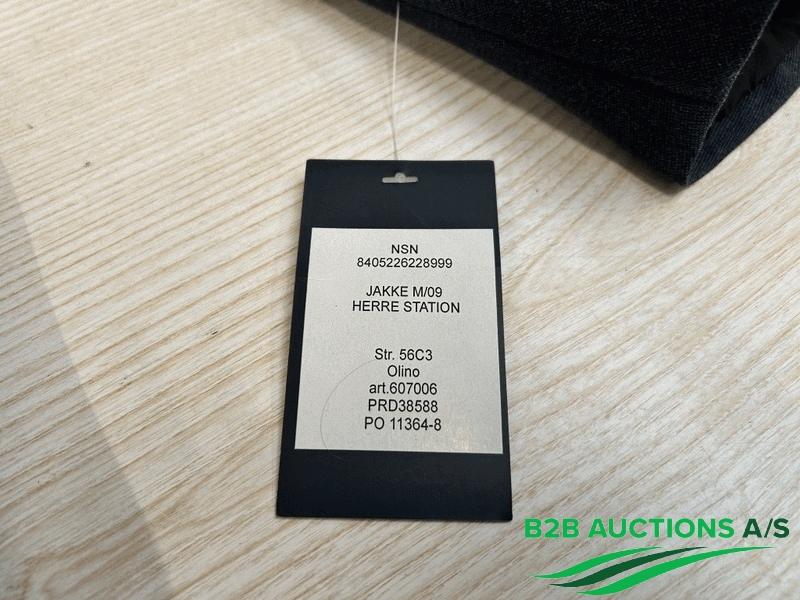 NSN
8405226228999
JAKKE M/09
HERRE STATION
Str. 56C3
Olino
art.607006
PRD38588
PO 11364-8
B2B AUCTIONS A/S